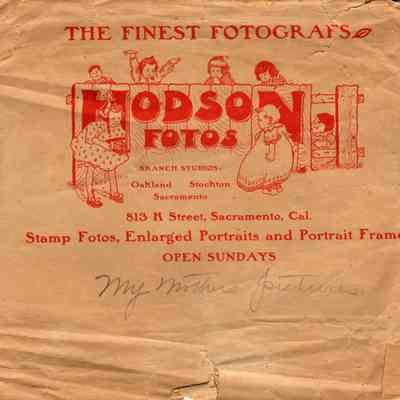 THE FINEST FOTOGRAFS
HODSON
FOTOS
BRANCH STUDIOS.
Oakland Stockton
Sacramento
813 K Street, Sacramento, Cal.
Stamp Fotos, Enlarged Portraits and Portrait Frame
OPEN SUNDAYS
My Mothers pictures.